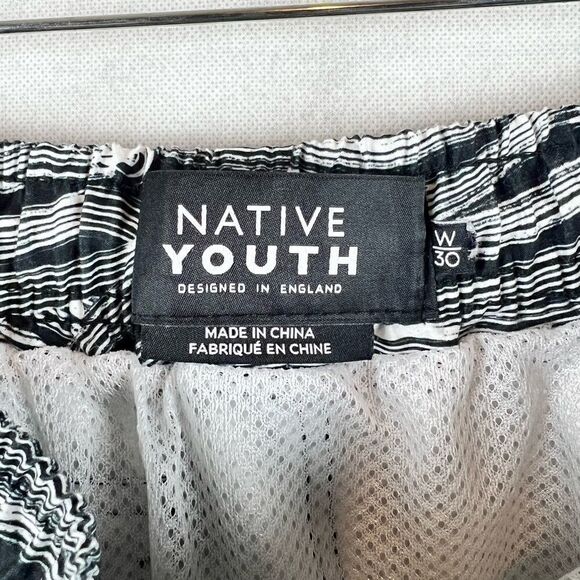 NATIVE
YOUTH
DESIGNED IN ENGLAND
W
30
MADE IN CHINA
FABRIQUÉ EN CHINE